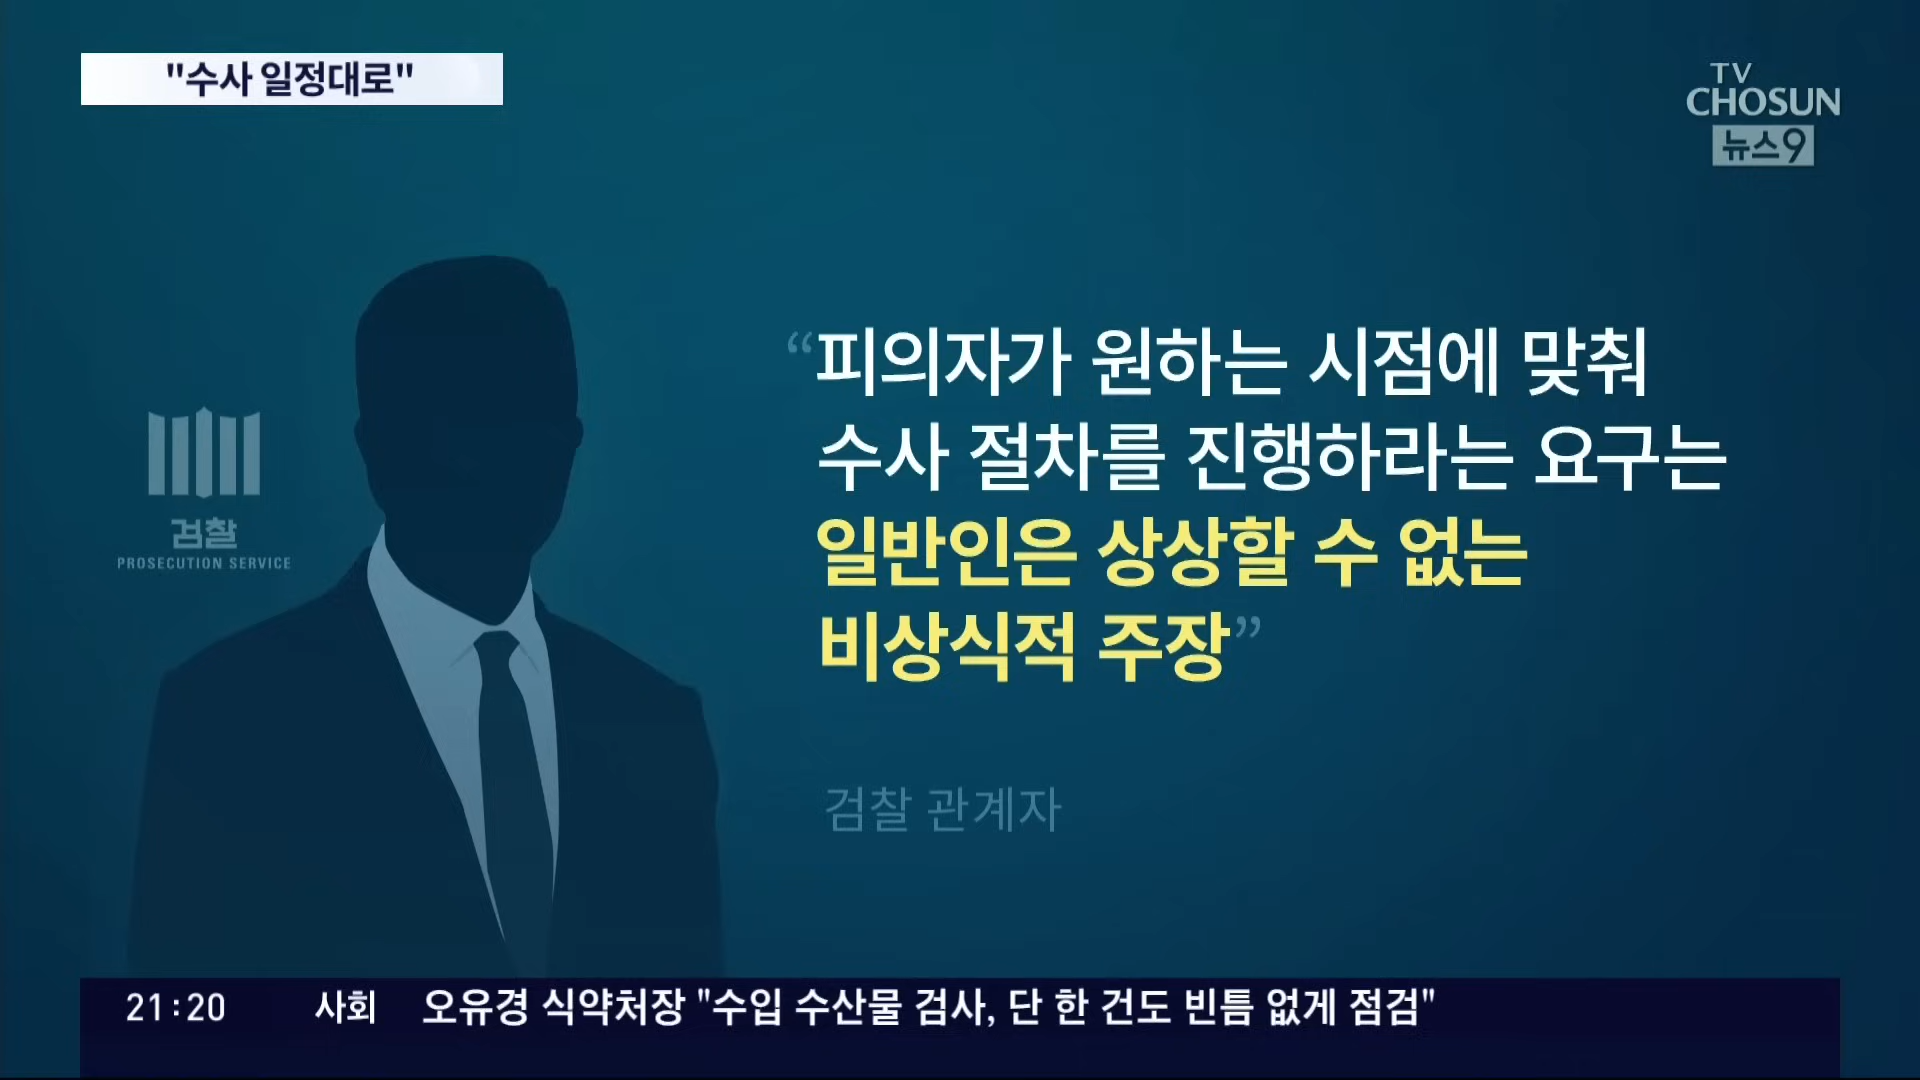 "수사 일정대로"
TV
CHOSUN
뉴스9
“피의자가 원하는 시점에 맞춰
수사 절차를 진행하라는 요구는
일반인은 상상할 수 없는
비상식적 주장”
검찰
PROSECUTION SERVICE
검찰 관계자
21:20 사회 오유경 식약처장 "수입 수산물 검사, 단 한 건도 빈틈 없게 점검"